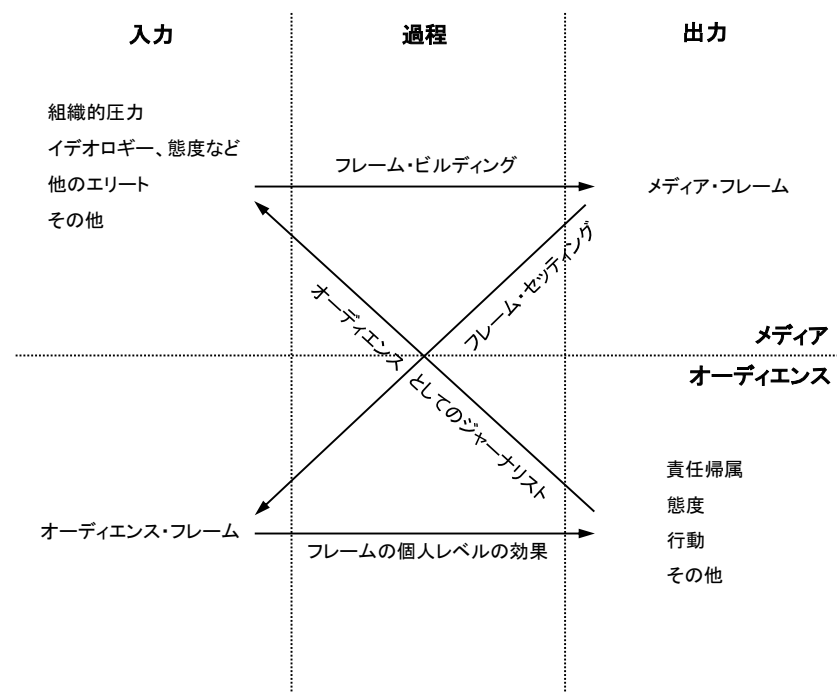 入力
過程
出力
組織的圧力
イデオロギー、態度など
他のエリート
その他
フレーム・ビルディング
メディア・フレーム
フレーム・セッティング
オーディエンス としてのジャーナリスト
メディア
オーディエンス
責任帰属
態度
行動
その他
オーディエンス・フレーム
フレームの個人レベルの効果